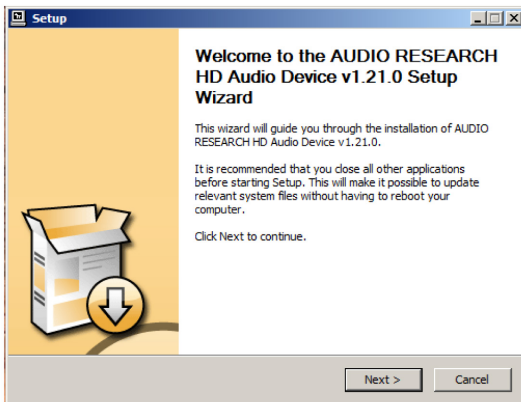 Setup
Welcome to the AUDIO RESEARCH
HD Audio Device v1.21.0 Setup
Wizard
This wizard will guide you through the installation of AUDIO
RESEARCH HD Audio Device v1.21.0.
It is recommended that you close all other applications
before starting Setup. This will make it possible to update
relevant system files without having to reboot your
computer.
Click Next to continue.
Next >
Cancel